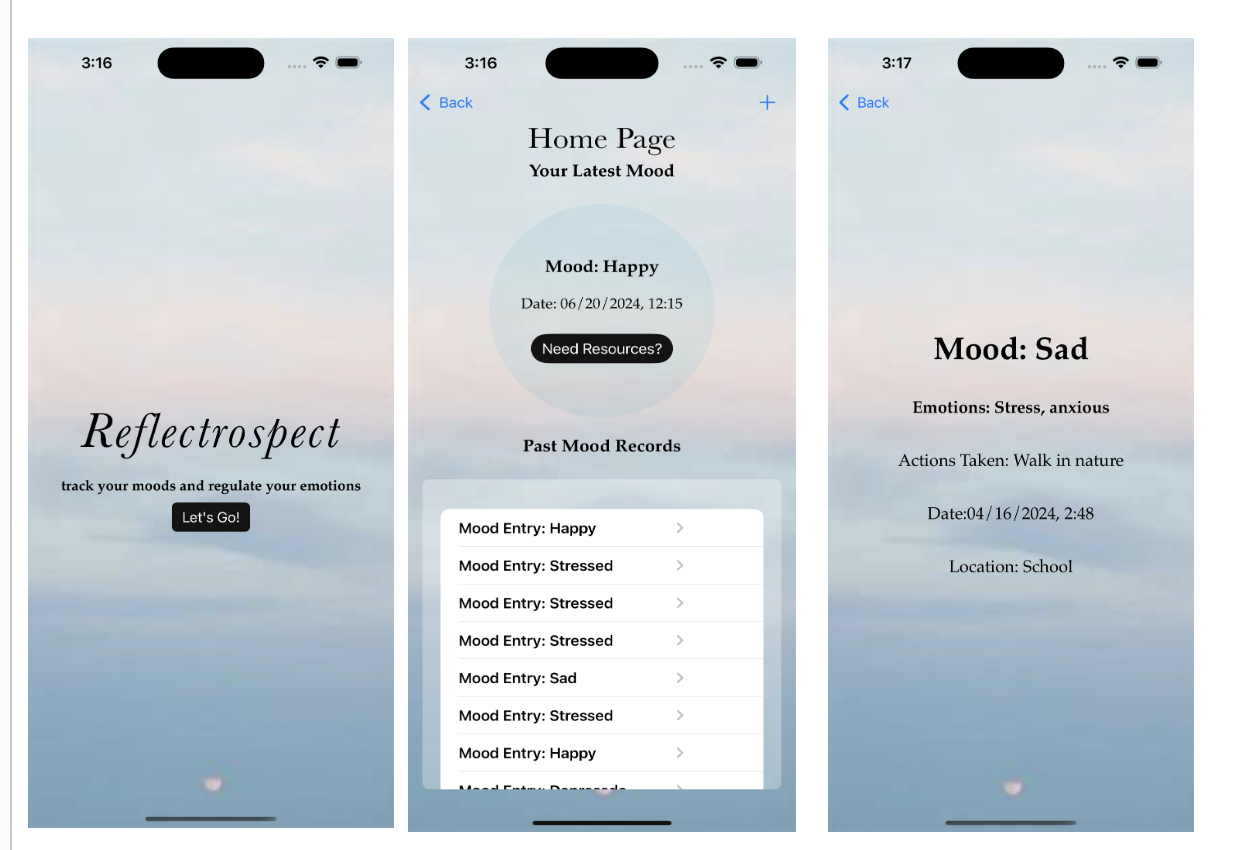 3:16
Reflectrospect
track your moods and regulate your emotions
Let's Go!
3:16
Back
+
Home Page
Your Latest Mood
Mood: Happy
Date: 06/20/2024, 12:15
Need Resources?
Past Mood Records
Mood Entry: Happy
Mood Entry: Stressed
Mood Entry: Stressed
Mood Entry: Stressed
Mood Entry: Sad
Mood Entry: Stressed
Mood Entry: Happy
Mood Entry:
3:17
Back
Mood: Sad
Emotions: Stress, anxious
Actions Taken: Walk in nature
Date:04/16/2024, 2:48
Location: School